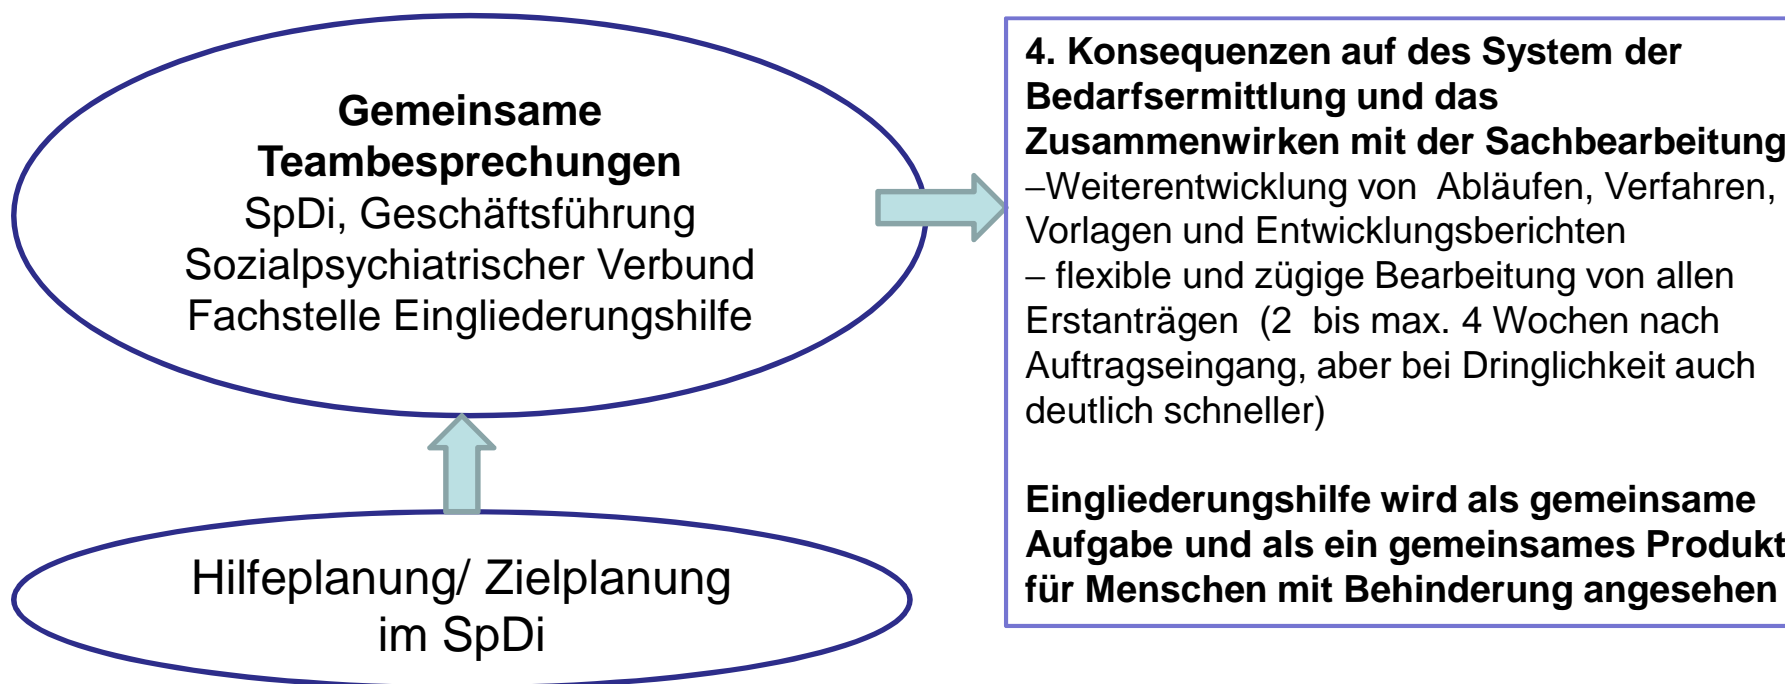 Gemeinsame
Teambesprechungen
SpDi, Geschäftsführung
Sozialpsychiatrischer Verbund
Fachstelle Eingliederungshilfe
Hilfeplanung/ Zielplanung
im SpDi
4. Konsequenzen auf des System der
Bedarfsermittlung und das
Zusammenwirken mit der Sachbearbeitung
–Weiterentwicklung von  Abläufen, Verfahren,
Vorlagen und Entwicklungsberichten
– flexible und zügige Bearbeitung von allen
Erstanträgen  (2  bis max. 4 Wochen nach
Auftragseingang, aber bei Dringlichkeit auch
deutlich schneller)
Eingliederungshilfe wird als gemeinsame
Aufgabe und als ein gemeinsames Produkt
für Menschen mit Behinderung angesehen